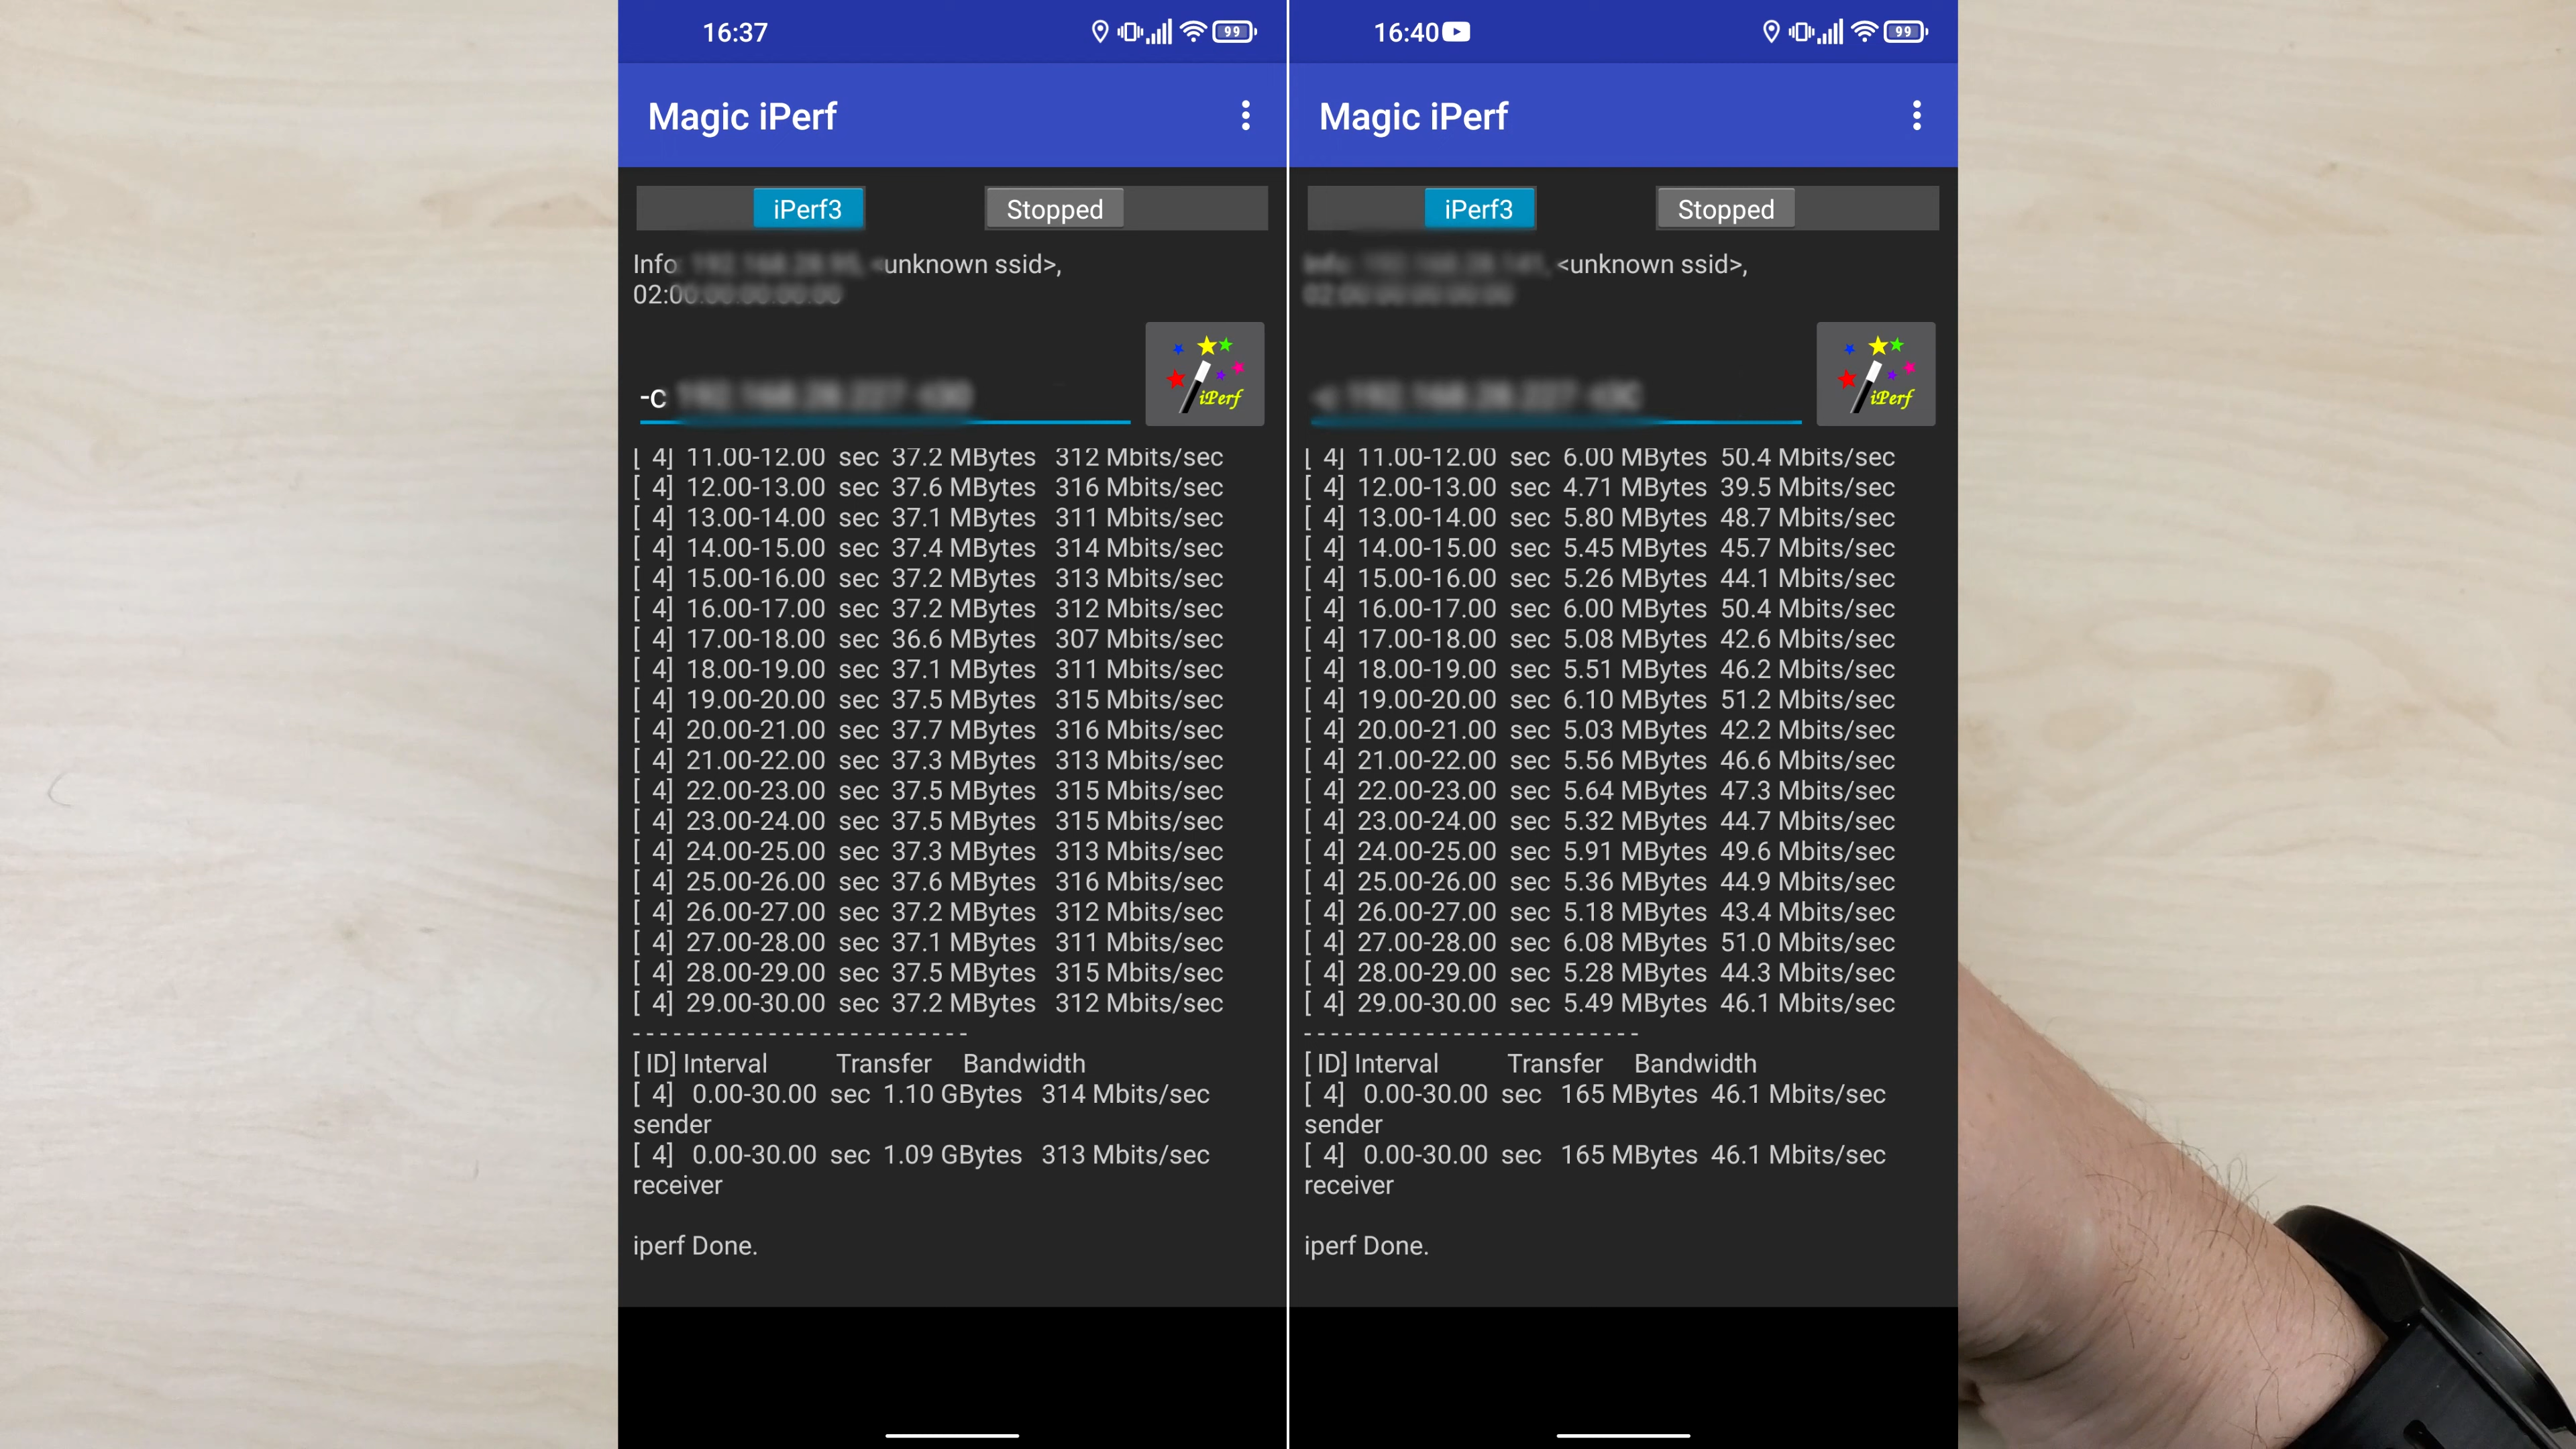 16:37
99
Magic iPerf
iPerf3
Stopped
Info <unknown ssid>,
02:0
iPerf
-c
[ 4] 11.00-12.00 sec 37.2 MBytes 312 Mbits/sec
[ 4] 12.00-13.00 sec 37.6 MBytes 316 Mbits/sec
[ 4] 13.00-14.00 sec 37.1 MBytes 311 Mbits/sec
[ 4] 14.00-15.00 sec 37.4 MBytes 314 Mbits/sec
[ 4] 15.00-16.00 sec 37.2 MBytes 313 Mbits/sec
[ 4] 16.00-17.00 sec 37.2 MBytes 312 Mbits/sec
[ 4] 17.00-18.00 sec 36.6 MBytes 307 Mbits/sec
[ 4] 18.00-19.00 sec 37.1 MBytes 311 Mbits/sec
[ 4] 19.00-20.00 sec 37.5 MBytes 315 Mbits/sec
[ 4] 20.00-21.00 sec 37.7 MBytes 316 Mbits/sec
[ 4] 21.00-22.00 sec 37.3 MBytes 313 Mbits/sec
[ 4] 22.00-23.00 sec 37.5 MBytes 315 Mbits/sec
[ 4] 23.00-24.00 sec 37.5 MBytes 315 Mbits/sec
[ 4] 24.00-25.00 sec 37.3 MBytes 313 Mbits/sec
[ 4] 25.00-26.00 sec 37.6 MBytes 316 Mbits/sec
[ 4] 26.00-27.00 sec 37.2 MBytes 312 Mbits/sec
[ 4] 27.00-28.00 sec 37.1 MBytes 311 Mbits/sec
[ 4] 28.00-29.00 sec 37.5 MBytes 315 Mbits/sec
[ 4] 29.00-30.00 sec 37.2 MBytes 312 Mbits/sec
- - - - - - - - - - - - - - - - - - - - - - - - -
[ ID] Interval Transfer Bandwidth
[ 4] 0.00-30.00 sec 1.10 GBytes 314 Mbits/sec
sender
[ 4] 0.00-30.00 sec 1.09 GBytes 313 Mbits/sec
receiver
iperf Done.
16:40
99
Magic iPerf
iPerf3
Stopped
<unknown ssid>,
iPerf
[ 4] 11.00-12.00 sec 6.00 MBytes 50.4 Mbits/sec
[ 4] 12.00-13.00 sec 4.71 MBytes 39.5 Mbits/sec
[ 4] 13.00-14.00 sec 5.80 MBytes 48.7 Mbits/sec
[ 4] 14.00-15.00 sec 5.45 MBytes 45.7 Mbits/sec
[ 4] 15.00-16.00 sec 5.26 MBytes 44.1 Mbits/sec
[ 4] 16.00-17.00 sec 6.00 MBytes 50.4 Mbits/sec
[ 4] 17.00-18.00 sec 5.08 MBytes 42.6 Mbits/sec
[ 4] 18.00-19.00 sec 5.51 MBytes 46.2 Mbits/sec
[ 4] 19.00-20.00 sec 6.10 MBytes 51.2 Mbits/sec
[ 4] 20.00-21.00 sec 5.03 MBytes 42.2 Mbits/sec
[ 4] 21.00-22.00 sec 5.56 MBytes 46.6 Mbits/sec
[ 4] 22.00-23.00 sec 5.64 MBytes 47.3 Mbits/sec
[ 4] 23.00-24.00 sec 5.32 MBytes 44.7 Mbits/sec
[ 4] 24.00-25.00 sec 5.91 MBytes 49.6 Mbits/sec
[ 4] 25.00-26.00 sec 5.36 MBytes 44.9 Mbits/sec
[ 4] 26.00-27.00 sec 5.18 MBytes 43.4 Mbits/sec
[ 4] 27.00-28.00 sec 6.08 MBytes 51.0 Mbits/sec
[ 4] 28.00-29.00 sec 5.28 MBytes 44.3 Mbits/sec
[ 4] 29.00-30.00 sec 5.49 MBytes 46.1 Mbits/sec
- - - - - - - - - - - - - - - - - - - - - - - - -
[ ID] Interval Transfer Bandwidth
[ 4] 0.00-30.00 sec 165 MBytes 46.1 Mbits/sec
sender
[ 4] 0.00-30.00 sec 165 MBytes 46.1 Mbits/sec
receiver
iperf Done.